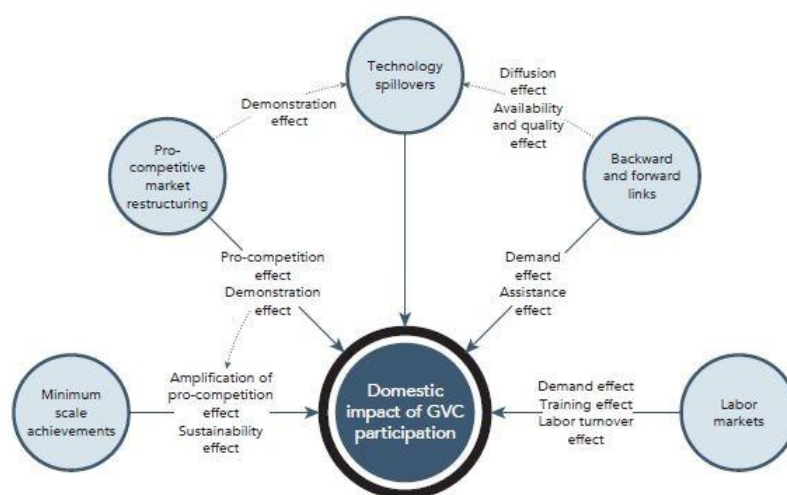 Technology
spillovers
Demonstration
effect
Diffusion
effect
Availability
and quality
effect
Pro-
competitive
market
restructuring
Backward
and forward
links
Pro-competition
effect
Demonstration
effect
Demand
effect
Assistance
effect
Minimum
scale
achievements
Amplification of
pro-competition
effect
Sustainability
effect
Domestic
impact of GVC
participation
Demand effect
Training effect
Labor turnover
effect
Labor
markets